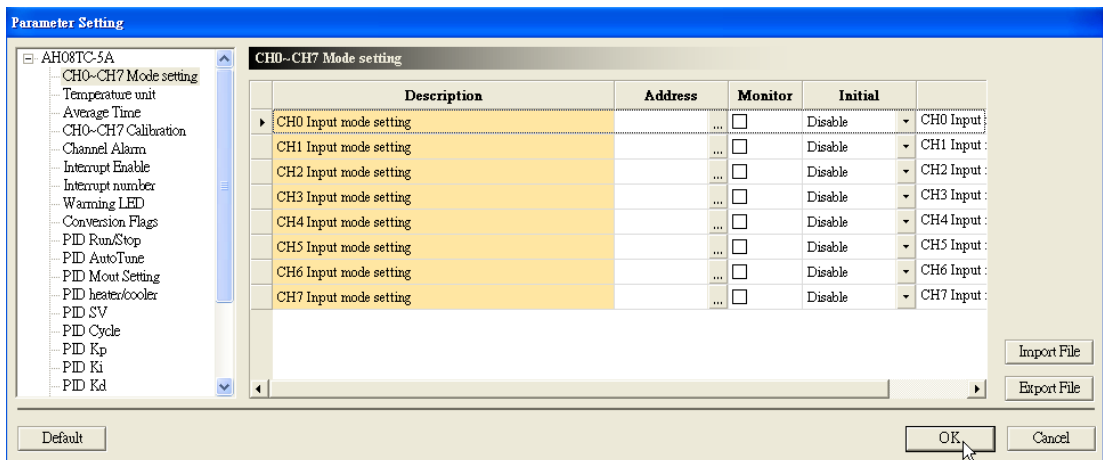 Parameter Setting
AH08TC-5A
CH0~CH7 Mode setting
Temperature unit
Average Time
CH0~CH7 Calibration
Channel Alarm
Interrupt Enable
Interrupt number
Warning LED
Conversion Flags
PID Run/Stop
PID AutoTune
PID Mout Setting
PID heater/cooler
PID SV
PID Cycle
PID Kp
PID Ki
PID Kd
CH0~CH7 Mode setting
Description Address Monitor Initial
CH0 Input mode setting ... Disable CH0 Input
CH1 Input mode setting ... Disable CH1 Input :
CH2 Input mode setting ... Disable CH2 Input :
CH3 Input mode setting ... Disable CH3 Input :
CH4 Input mode setting ... Disable CH4 Input :
CH5 Input mode setting ... Disable CH5 Input :
CH6 Input mode setting ... Disable CH6 Input :
CH7 Input mode setting ... Disable CH7 Input :
Import File
Export File
Default OK Cancel